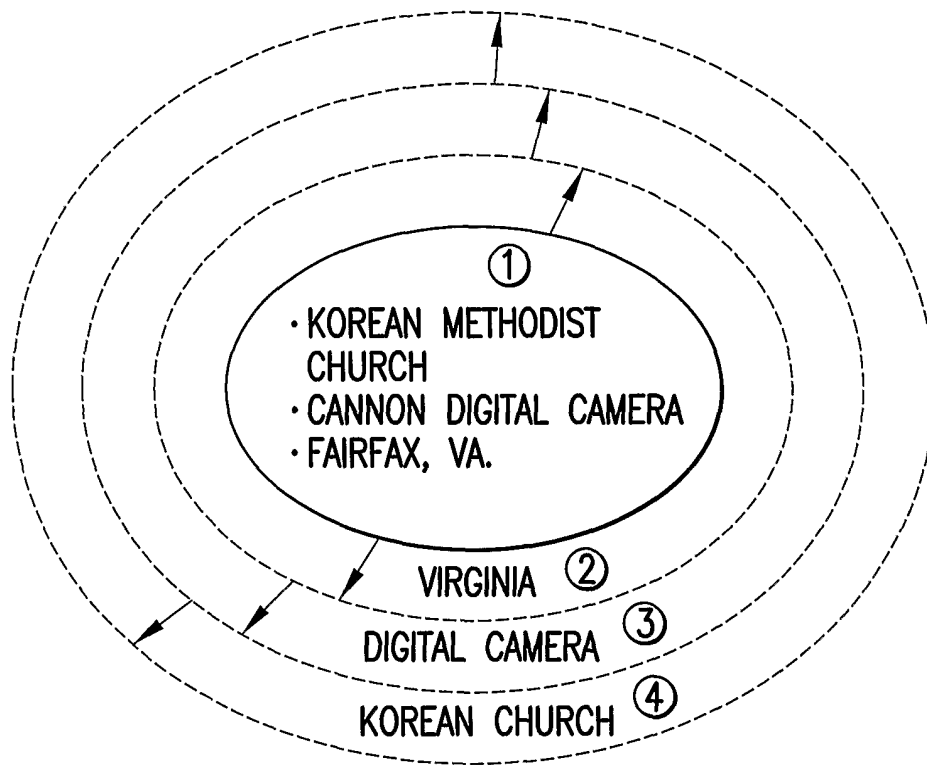 ①
· KOREAN METHODIST
CHURCH
· CANNON DIGITAL CAMERA
· FAIRFAX, VA.
VIRGINIA ②
DIGITAL CAMERA ③
KOREAN CHURCH ④